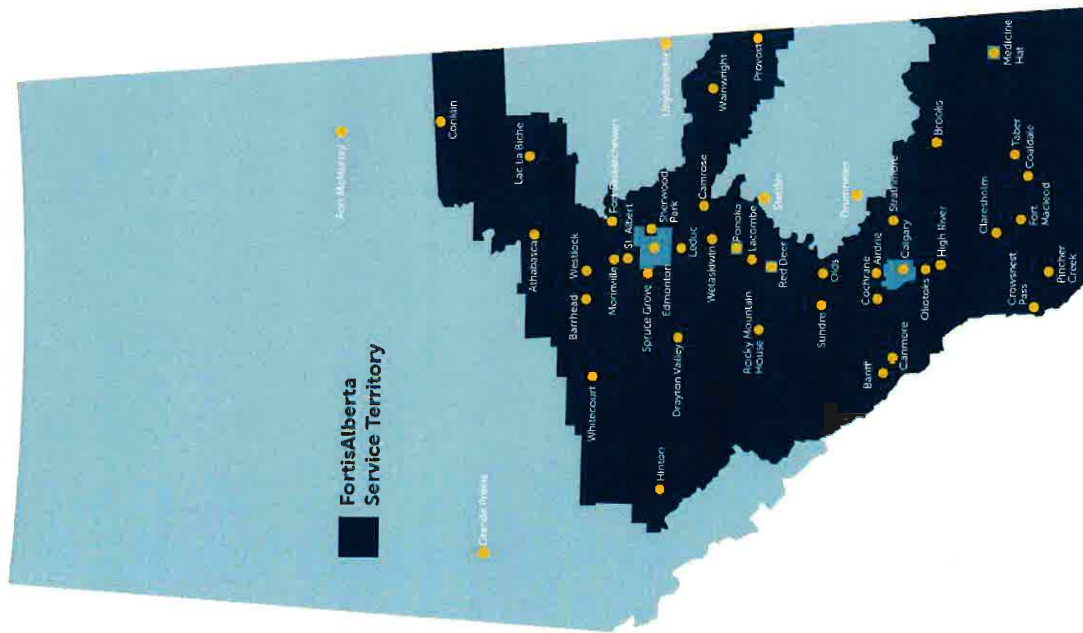 FortisAlberta
Service Territory
Fort McMurray
Conklin
Grande Prairie
Lac La Biche
Athabasca
Westlock
Barrhead
Whitecourt
Fort Saskatchewan
Morinville
St. Albert
Sherwood
Park
Spruce Grove
Edmonton
Lloydminster
Hinton
Drayton Valley
Leduc
Camrose
Wainwright
Wetaskiwin
Ponoka
Lacombe
Provost
Rocky Mountain
House
Red Deer
Stettler
Sundre
Olds
Drumheller
Cochrane
Airdrie
Strathmore
Banff
Canmore
Calgary
Okotoks
High River
Brooks
Medicine
Hat
Claresholm
Taber
Coaldale
Fort
Macleod
Crowsnest
Pass
Pincher
Creek